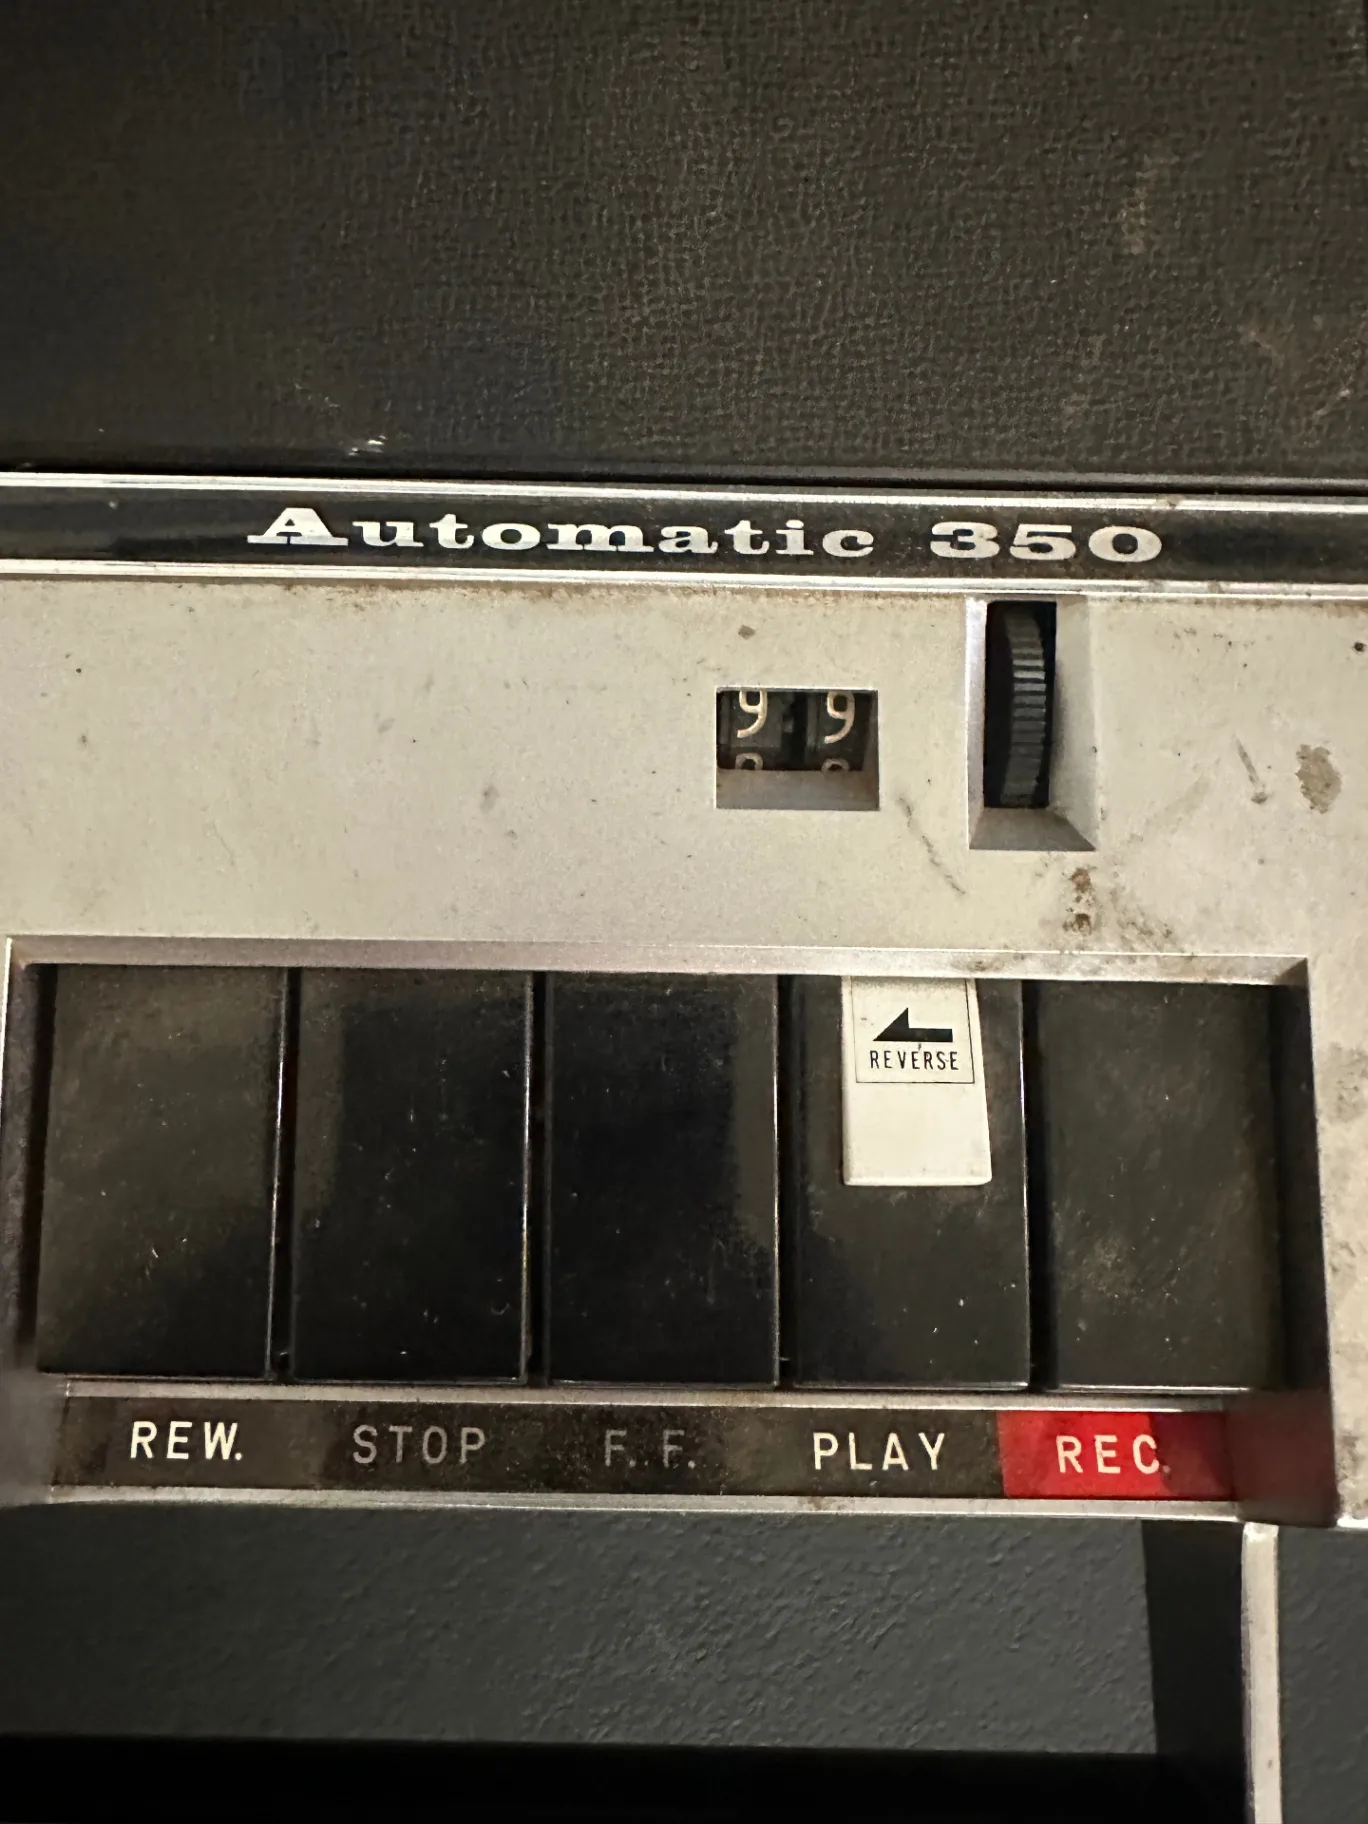 Automatic 350
99
REVERSE
REW. STOP F.F. PLAY REC.